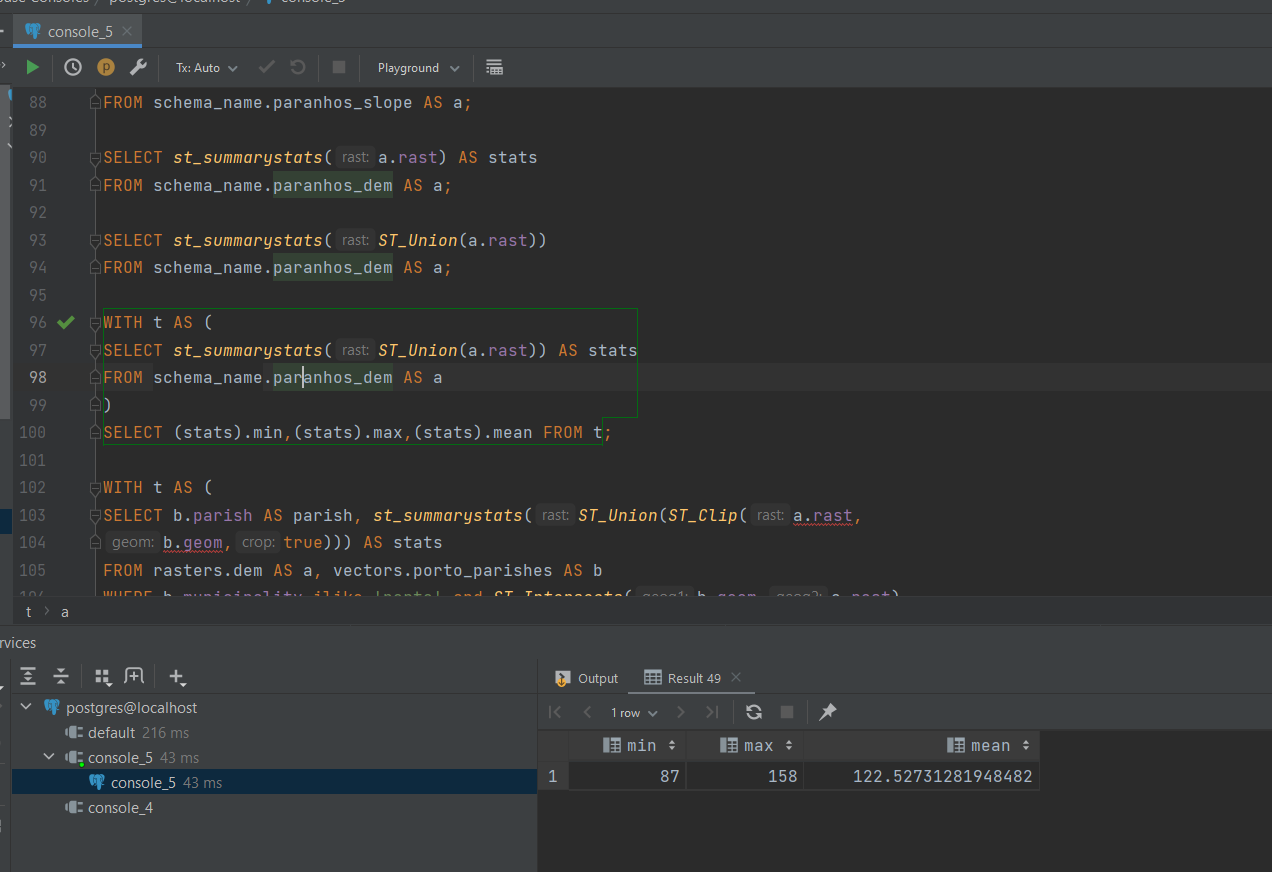 postgres@localhost
console_5
console_5
Tx: Auto
Playground
88 FROM schema_name.paranhos_slope AS a;
89
90 SELECT st_summarystats( rast: a.rast) AS stats
91 FROM schema_name.paranhos_dem AS a;
92
93 SELECT st_summarystats( rast: ST_Union(a.rast))
94 FROM schema_name.paranhos_dem AS a;
95
96 WITH t AS (
97 SELECT st_summarystats( rast: ST_Union(a.rast)) AS stats
98 FROM schema_name.paranhos_dem AS a
99 )
100 SELECT (stats).min,(stats).max,(stats).mean FROM t;
101
102 WITH t AS (
103 SELECT b.parish AS parish, st_summarystats( rast: ST_Union(ST_Clip( rast: a.rast,
104 geom: b.geom, crop: true))) AS stats
105 FROM rasters.dem AS a, vectors.porto_parishes AS b
t > a
rvices
Output Result 49
postgres@localhost
1 row
default 216 ms
console_5 43 ms
min max mean
console_5 43 ms
1 87 158 122.52731281948482
console_4